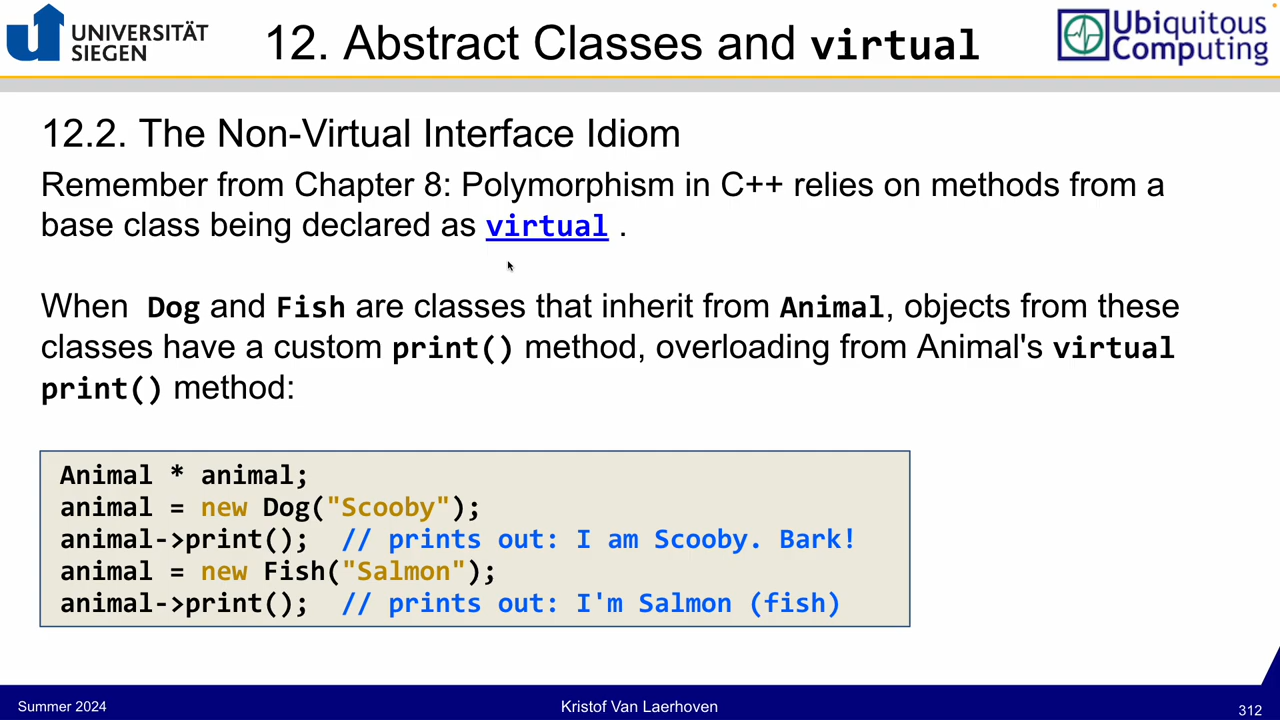 UNIVERSITÄT
SIEGEN
12. Abstract Classes and virtual
Ubiquitous
Computing
12.2. The Non-Virtual Interface Idiom
Remember from Chapter 8: Polymorphism in C++ relies on methods from a
base class being declared as virtual .
When Dog and Fish are classes that inherit from Animal, objects from these
classes have a custom print() method, overloading from Animal's virtual
print() method:
Animal * animal;
animal = new Dog("Scooby");
animal->print();  // prints out: I am Scooby. Bark!
animal = new Fish("Salmon");
animal->print();  // prints out: I'm Salmon (fish)
Summer 2024
Kristof Van Laerhoven
312